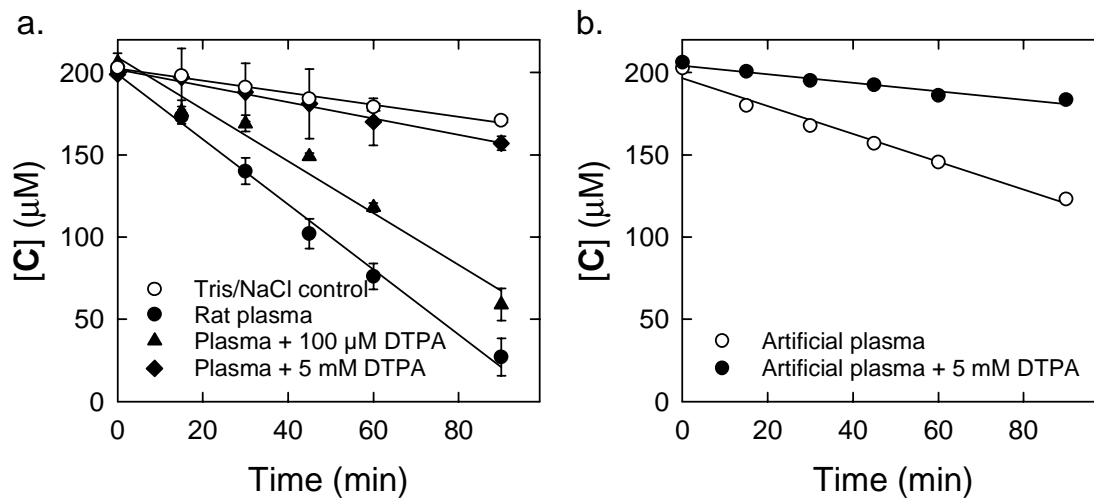 a.
[C] (μM)
200
150
100
50
0
Tris/NaCl control
Rat plasma
Plasma + 100 μM DTPA
Plasma + 5 mM DTPA
0 20 40 60 80
Time (min)
b.
[C] (μM)
200
150
100
50
0
Artificial plasma
Artificial plasma + 5 mM DTPA
0 20 40 60 80
Time (min)